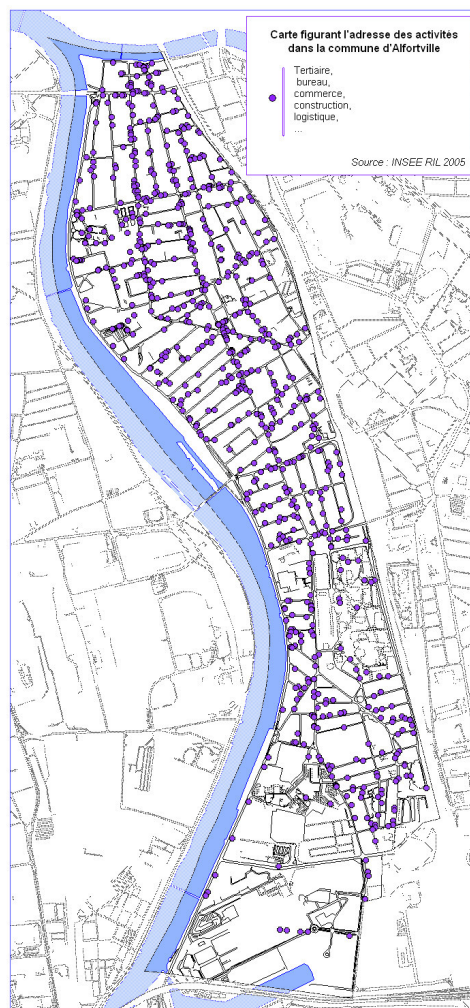 Carte figurant l'adresse des activités
dans la commune d'Alfortville
Tertiaire,
bureau,
commerce,
construction,
logistique,
...
Source : INSEE RIL 2005